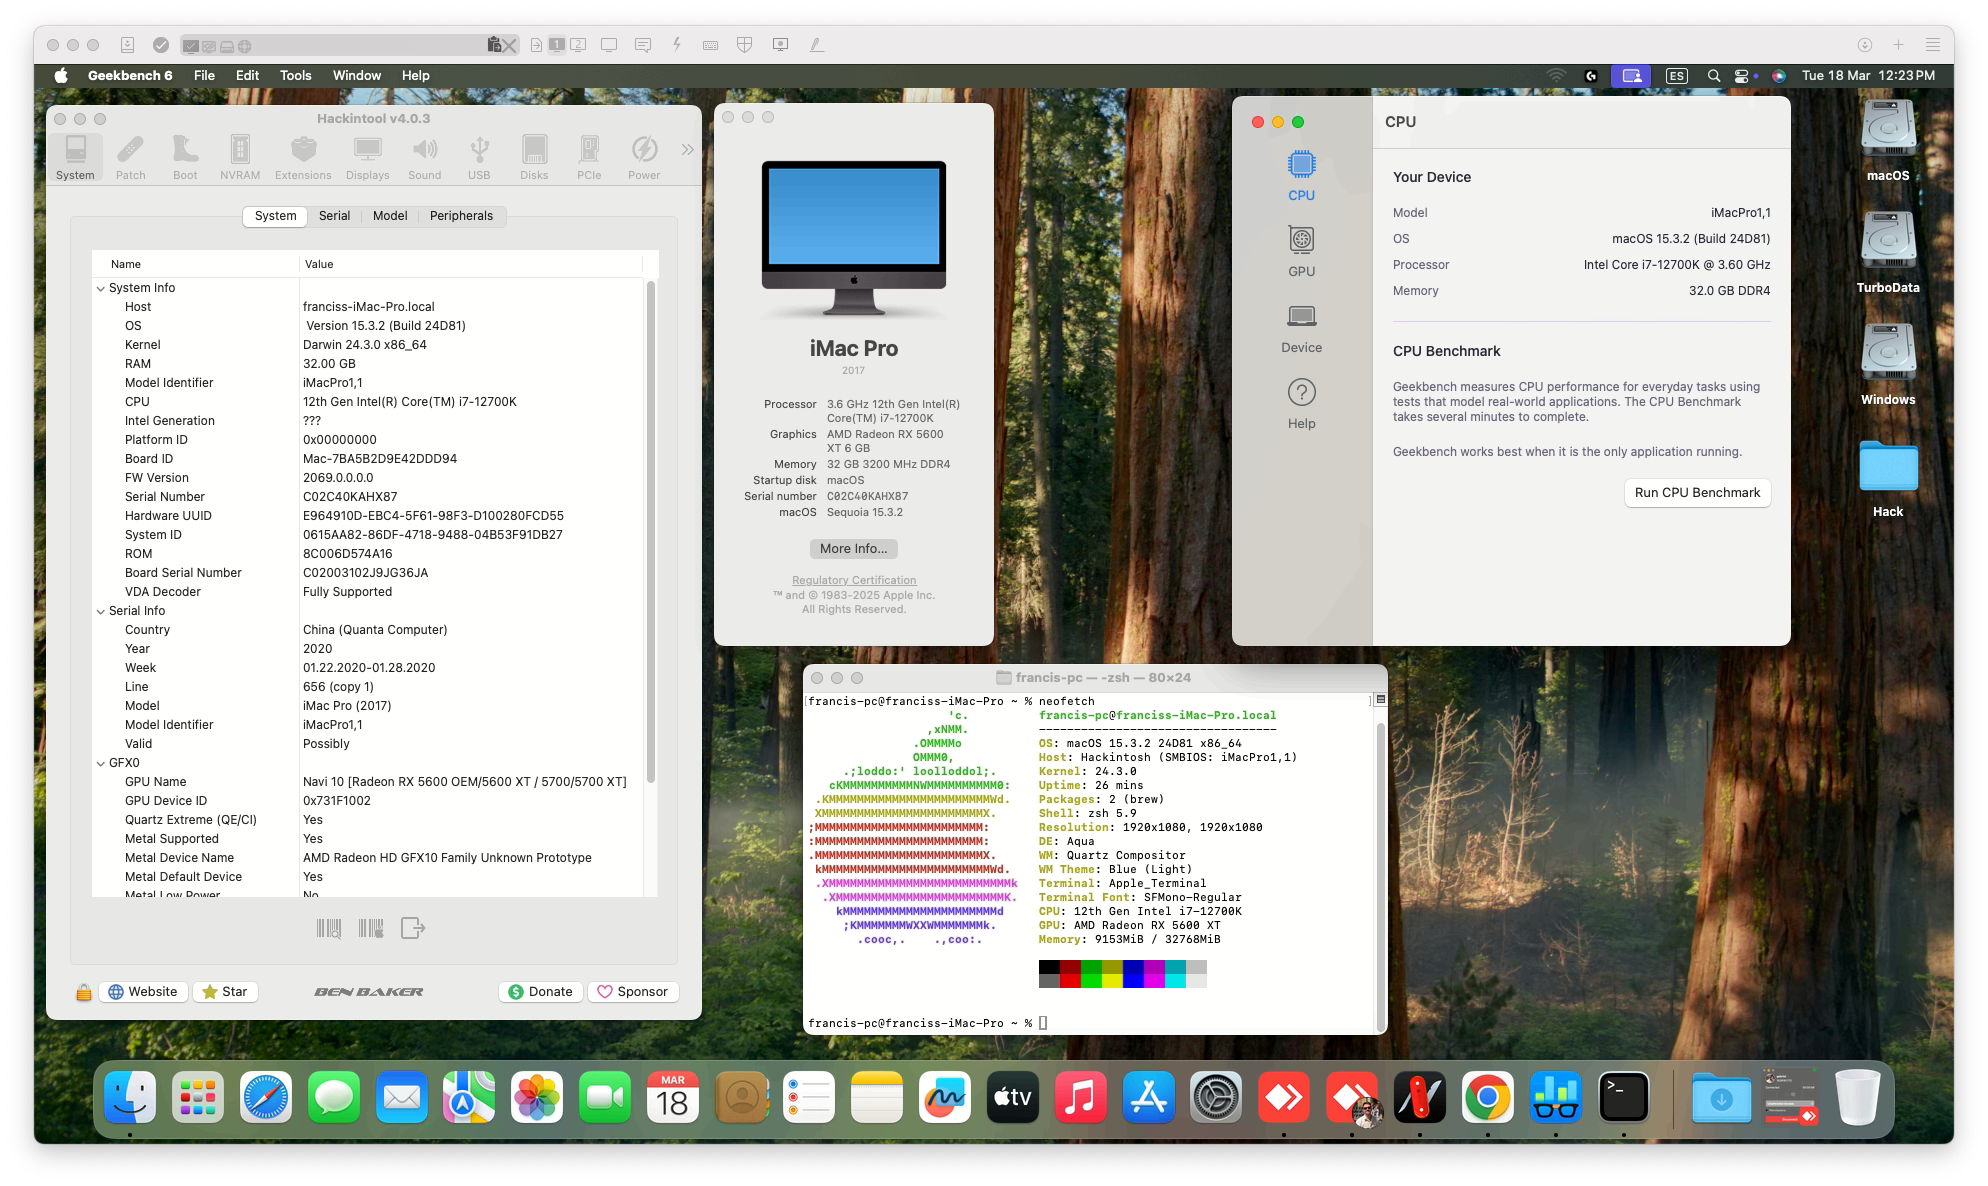 1
2
Geekbench 6 File Edit Tools Window Help
ES
Tue 18 Mar 12:23 PM
Hackintool v4.0.3
System Patch Boot NVRAM Extensions Displays Sound USB Disks PCIe Power
System Serial Model Peripherals
Name Value
System Info
Host franciss-iMac-Pro.local
OS Version 15.3.2 (Build 24D81)
Kernel Darwin 24.3.0 x86_64
RAM 32.00 GB
Model Identifier iMacPro1,1
CPU 12th Gen Intel(R) Core(TM) i7-12700K
Intel Generation ???
Platform ID 0x00000000
Board ID Mac-7BA5B2D9E42DDD94
FW Version 2069.0.0.0.0
Serial Number C02C40KAHX87
Hardware UUID E964910D-EBC4-5F61-98F3-D100280FCD55
System ID 0615AA82-86DF-4718-9488-04B53F91DB27
ROM 8C006D574A16
Board Serial Number C02003102J9JG36JA
VDA Decoder Fully Supported
Serial Info
Country China (Quanta Computer)
Year 2020
Week 01.22.2020-01.28.2020
Line 656 (copy 1)
Model iMac Pro (2017)
Model Identifier iMacPro1,1
Valid Possibly
GFX0
GPU Name Navi 10 [Radeon RX 5600 OEM/5600 XT / 5700/5700 XT]
GPU Device ID 0x731F1002
Quartz Extreme (QE/CI) Yes
Metal Supported Yes
Metal Device Name AMD Radeon HD GFX10 Family Unknown Prototype
Metal Default Device Yes
Metal Low Power No
Website Star BEN BAKER Donate Sponsor
iMac Pro
2017
Processor 3.6 GHz 12th Gen Intel(R)
Core(TM) i7-12700K
Graphics AMD Radeon RX 5600
XT 6 GB
Memory 32 GB 3200 MHz DDR4
Startup disk macOS
Serial number C02C40KAHX87
macOS Sequoia 15.3.2
More Info...
Regulatory Certification
™ and © 1983-2025 Apple Inc.
All Rights Reserved.
CPU
GPU
Device
Help
CPU
Your Device
Model iMacPro1,1
OS macOS 15.3.2 (Build 24D81)
Processor Intel Core i7-12700K @ 3.60 GHz
Memory 32.0 GB DDR4
CPU Benchmark
Geekbench measures CPU performance for everyday tasks using
tests that model real-world applications. The CPU Benchmark
takes several minutes to complete.
Geekbench works best when it is the only application running.
Run CPU Benchmark
macOS
TurboData
Windows
Hack
francis-pc — -zsh — 80×24
[francis-pc@franciss-iMac-Pro ~ % neofetch ]
'c. francis-pc@franciss-iMac-Pro.local
,xNMM. ----------------------------------
.OMMMMo OS: macOS 15.3.2 24D81 x86_64
OMMM0, Host: Hackintosh (SMBIOS: iMacPro1,1)
.;loddo:' loolloddol;. Kernel: 24.3.0
cKMMMMMMMMMMNWMMMMMMMMMM0: Uptime: 26 mins
.KMMMMMMMMMMMMMMMMMMMMMMMWd. Packages: 2 (brew)
XMMMMMMMMMMMMMMMMMMMMMMMX. Shell: zsh 5.9
;MMMMMMMMMMMMMMMMMMMMMMMM: Resolution: 1920x1080, 1920x1080
:MMMMMMMMMMMMMMMMMMMMMMMM: DE: Aqua
.MMMMMMMMMMMMMMMMMMMMMMMMX. WM: Quartz Compositor
kMMMMMMMMMMMMMMMMMMMMMMMMWd. WM Theme: Blue (Light)
.XMMMMMMMMMMMMMMMMMMMMMMMMMMk Terminal: Apple_Terminal
.XMMMMMMMMMMMMMMMMMMMMMMMMK. Terminal Font: SFMono-Regular
kMMMMMMMMMMMMMMMMMMMMMMd CPU: 12th Gen Intel i7-12700K
;KMMMMMMMWXXWMMMMMMMk. GPU: AMD Radeon RX 5600 XT
.cooc,. .,coo:. Memory: 9153MiB / 32768MiB
francis-pc@franciss-iMac-Pro ~ %
MAR
18
tv
>_